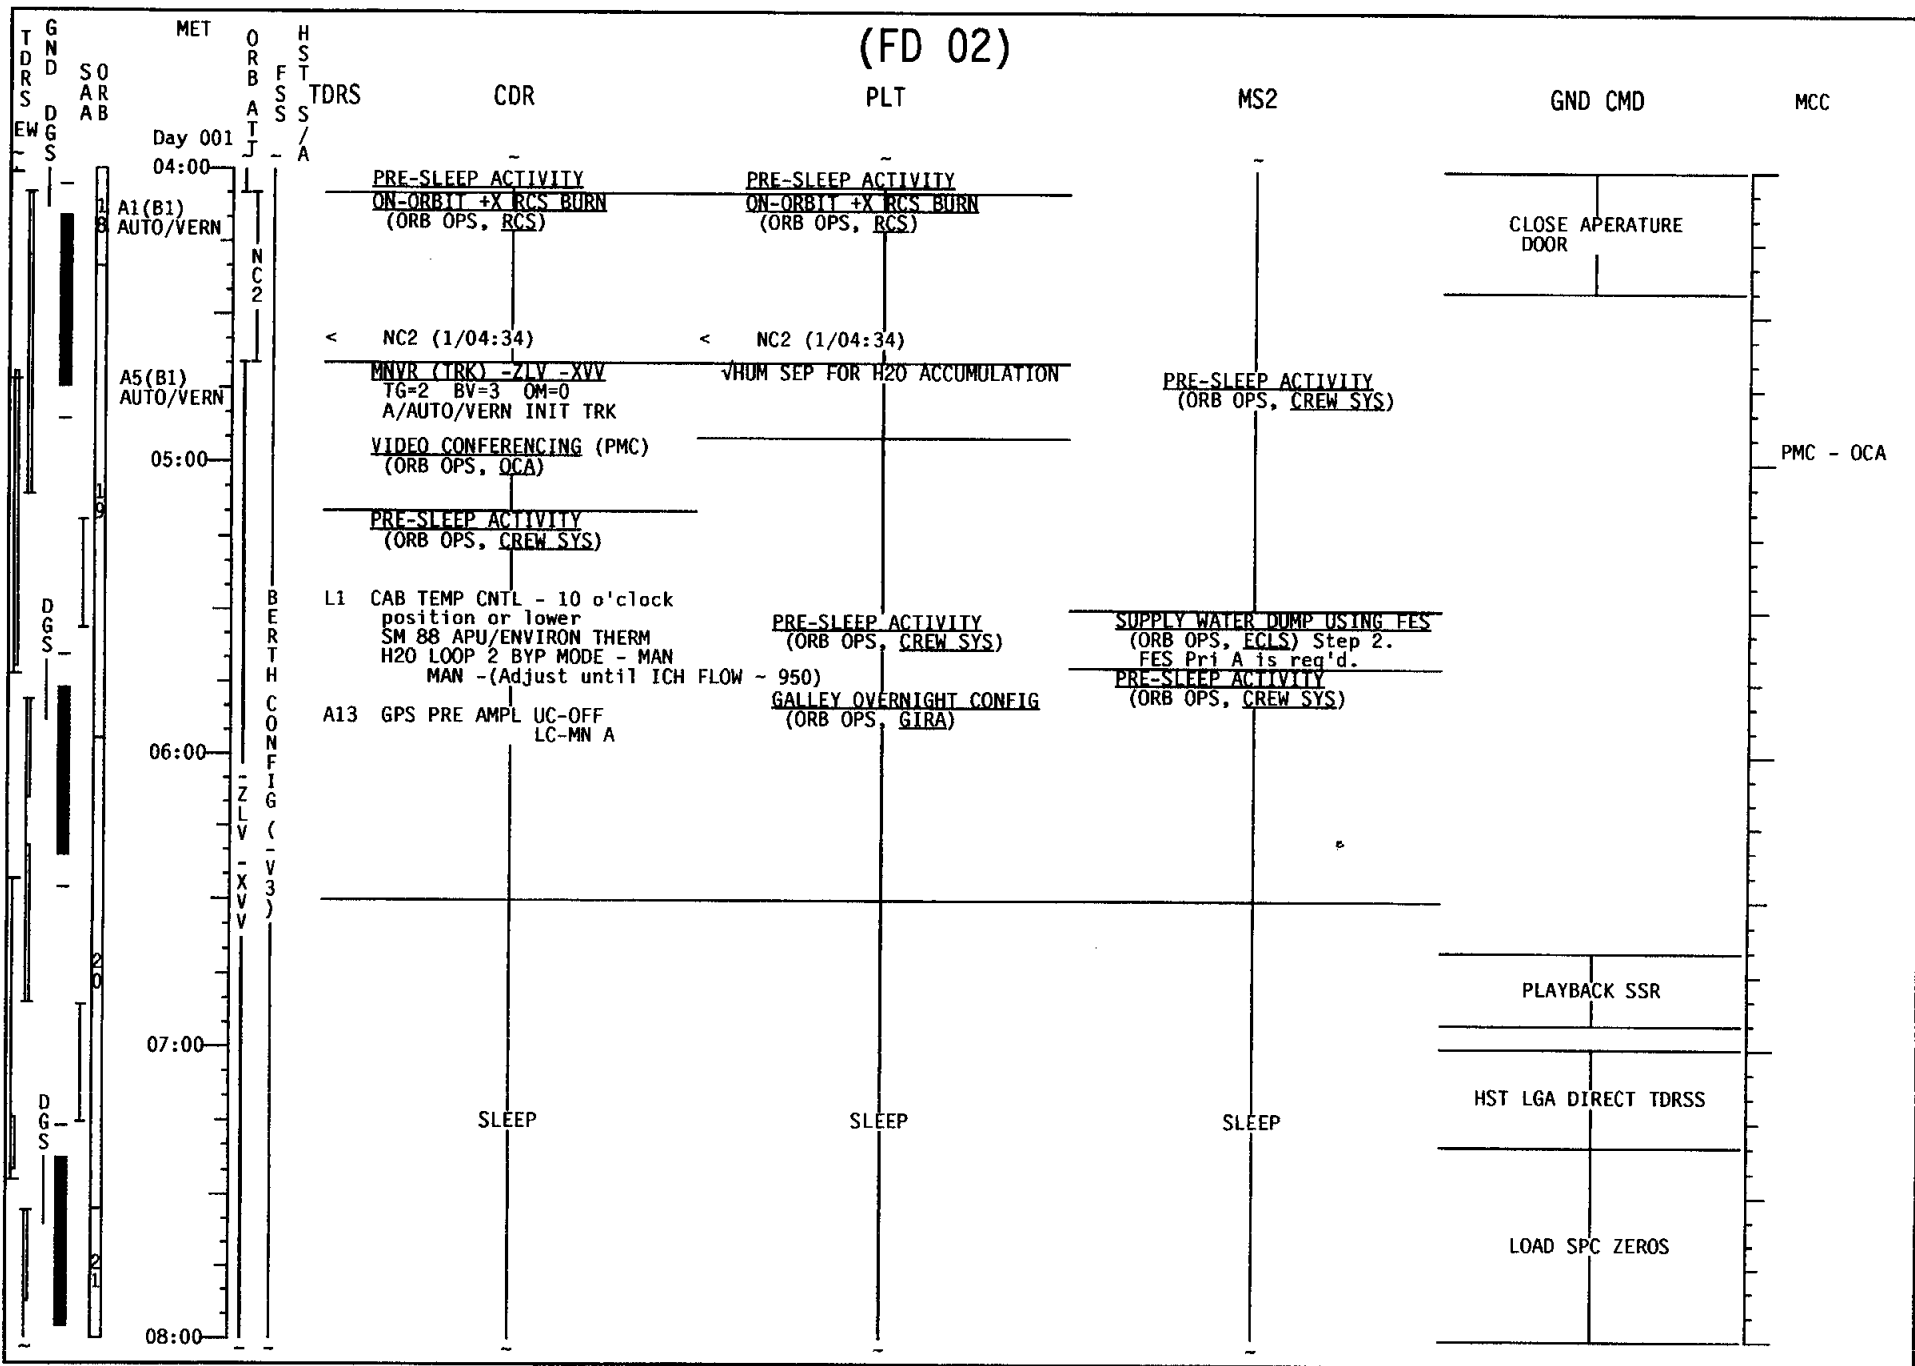 (FD 02)
TDRS EW
GND DGS
SAA
ORB
MET
ORB ATT
FSS
HST S/A
TDRS
CDR
PLT
MS2
GND CMD
MCC
Day 001
04:00
PRE-SLEEP ACTIVITY
PRE-SLEEP ACTIVITY
ON-ORBIT +X RCS BURN
(ORB OPS, RCS)
ON-ORBIT +X RCS BURN
(ORB OPS, RCS)
18
A1(B1)
AUTO/VERN
NC2
CLOSE APERATURE
DOOR
< NC2 (1/04:34)
< NC2 (1/04:34)
A5(B1)
AUTO/VERN
MNVR (TRK) -ZLV -XVV
TG=2 BV=3 OM=0
A/AUTO/VERN INIT TRK
√HUM SEP FOR H2O ACCUMULATION
PRE-SLEEP ACTIVITY
(ORB OPS, CREW SYS)
VIDEO CONFERENCING (PMC)
(ORB OPS, OCA)
05:00
PMC - OCA
19
PRE-SLEEP ACTIVITY
(ORB OPS, CREW SYS)
DGS
BERTH CONFIG (-V3)
L1 CAB TEMP CNTL - 10 o'clock
position or lower
SM 88 APU/ENVIRON THERM
H2O LOOP 2 BYP MODE - MAN
MAN -(Adjust until ICH FLOW ~ 950)
PRE-SLEEP ACTIVITY
(ORB OPS, CREW SYS)
SUPPLY WATER DUMP USING FES
(ORB OPS, ECLS) Step 2.
FES Pri A is req'd.
PRE-SLEEP ACTIVITY
(ORB OPS, CREW SYS)
GALLEY OVERNIGHT CONFIG
(ORB OPS, GIRA)
A13 GPS PRE AMPL UC-OFF
LC-MN A
06:00
-ZLV -XVV
20
PLAYBACK SSR
07:00
DGS
HST LGA DIRECT TDRSS
SLEEP
SLEEP
SLEEP
21
LOAD SPC ZEROS
08:00